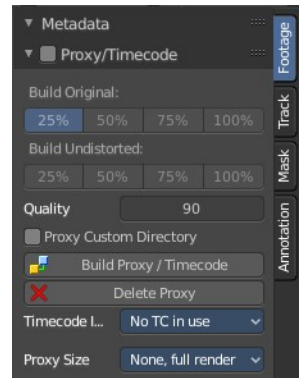 Metadata
Proxy/Timecode
Build Original:
25% 50% 75% 100%
Build Undistorted:
25% 50% 75% 100%
Quality 90
Proxy Custom Directory
Build Proxy / Timecode
Delete Proxy
Timecode I... No TC in use
Proxy Size None, full render
Footage
Track
Mask
Annotation